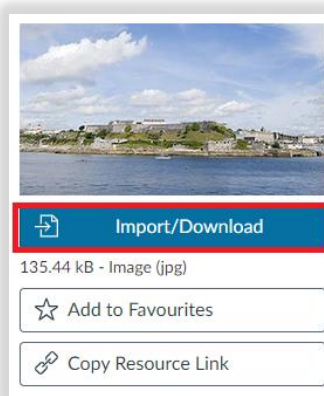 Import/Download
135.44 kB - Image (jpg)
Add to Favourites
Copy Resource Link